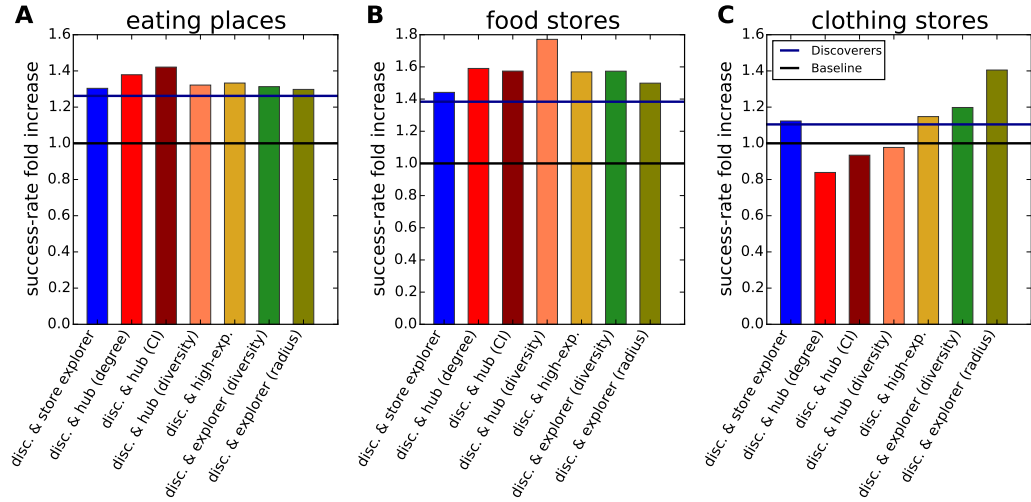 A
eating places
success-rate fold increase
1.6
1.4
1.2
1.0
0.8
0.6
0.4
0.2
0.0
disc. & store explorer
disc. & hub (degree)
disc. & hub (CI)
disc. & hub (diversity)
disc. & high-exp.
disc. & explorer (diversity)
disc. & explorer (radius)
B
food stores
success-rate fold increase
1.8
1.6
1.4
1.2
1.0
0.8
0.6
0.4
0.2
0.0
disc. & store explorer
disc. & hub (degree)
disc. & hub (CI)
disc. & hub (diversity)
disc. & high-exp.
disc. & explorer (diversity)
disc. & explorer (radius)
C
clothing stores
success-rate fold increase
Discoverers
Baseline
1.6
1.4
1.2
1.0
0.8
0.6
0.4
0.2
0.0
disc. & store explorer
disc. & hub (degree)
disc. & hub (CI)
disc. & hub (diversity)
disc. & high-exp.
disc. & explorer (diversity)
disc. & explorer (radius)